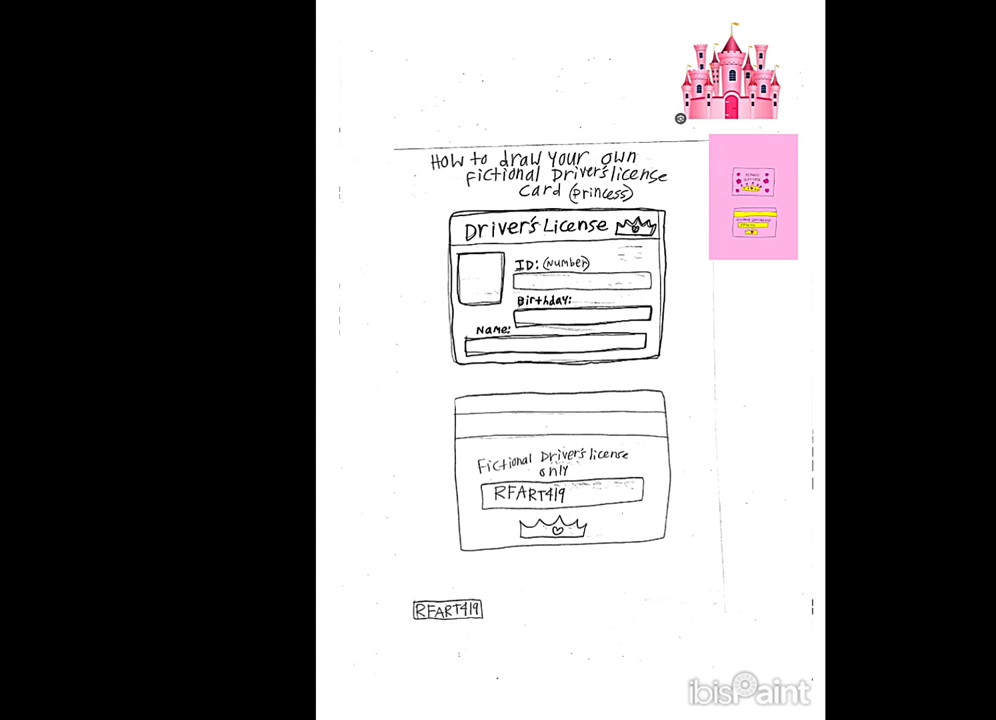 How to draw your own
fictional Driver's license
card (princess)
Driver's License
ID: (Number)
Birthday:
Name:
Fictional Driver's license
only
RFART419
RFART419
ibisPaint